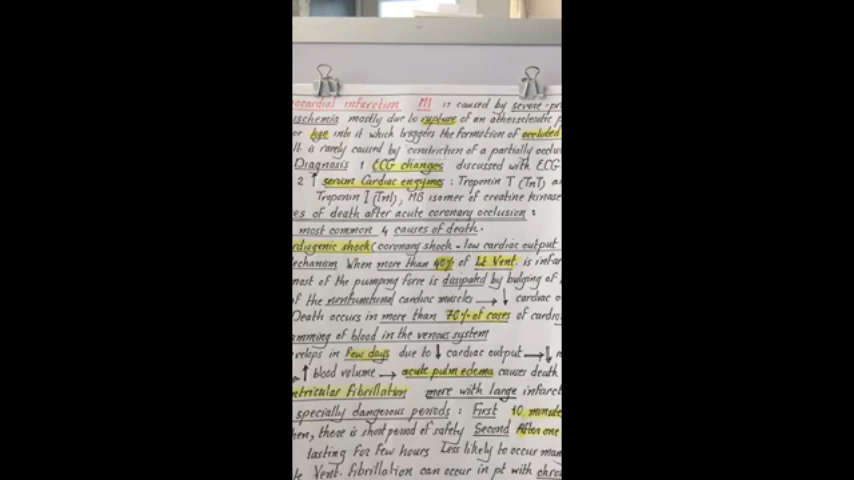 ocardial infarction MI is caused by severe pr
ischemia mostly due to rupture of an atherosclerotic p
or into it which triggers the formation of occluded
It is rarely caused by constriction of a partially occlu
Diagnosis 1 ECG changes discussed with ECG
2 ↑ serum Cardiac enzymes : Troponin T (TnT) a
Troponin I (TnI), MB isomer of creatine kinase
es of death after acute coronary occlusion :
most common 4 causes of death.
rdiogenic shock (coronary shock - low cardiac output
echanism When more than 40% of Lt Vent. is infar
most of the pumping force is dissipated by bulging of
of the nonfunctional cardiac muscles → ↓ cardiac o
Death occurs in more than 70% of cases of cardio
amming of blood in the venous system
velops in few days due to ↓ cardiac output → ↓
↑ blood volume → acute pulm edema causes death
ntricular Fibrillation more with large infarct
specially dangerous periods : First 10 minute
hen, there is short period of safety Second After one
lasting for few hours Less likely to occur man
Vent. fibrillation can occur in pt with chro